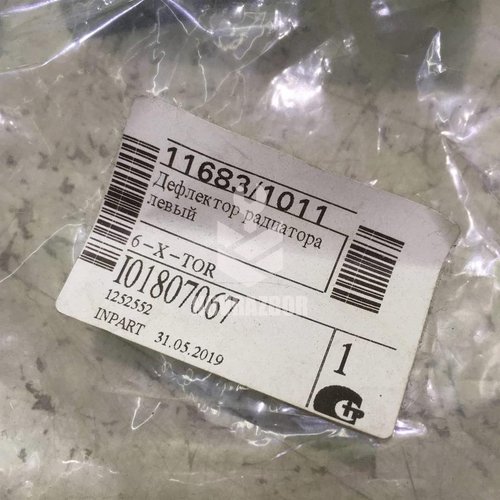 11683/1011
Дефлектор радиатора
левый
6-X-TOR
I01807067
1252552
INPART 31.05.2019
1